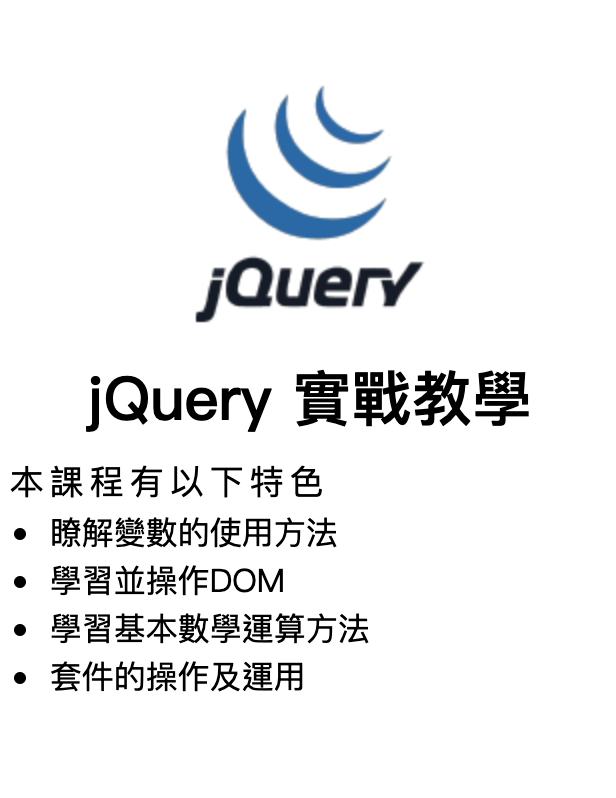 jQuery
jQuery 實戰教學
本課程有以下特色
• 瞭解變數的使用方法
• 學習並操作DOM
• 學習基本數學運算方法
• 套件的操作及運用